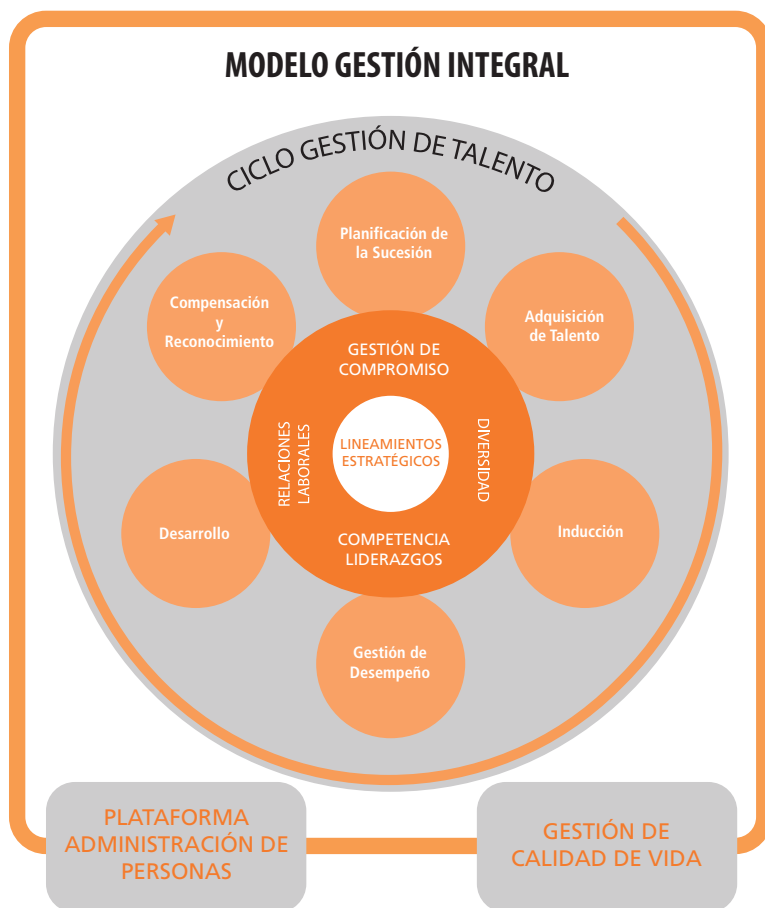 MODELO GESTIÓN INTEGRAL
CICLO GESTIÓN DE TALENTO
Planificación de
la Sucesión
Adquisición
de Talento
Inducción
Gestión de
Desempeño
Desarrollo
Compensación
y
Reconocimiento
GESTIÓN DE
COMPROMISO
DIVERSIDAD
COMPETENCIA
LIDERAZGOS
RELACIONES
LABORALES
LINEAMIENTOS
ESTRATÉGICOS
PLATAFORMA
ADMINISTRACIÓN DE
PERSONAS
GESTIÓN DE
CALIDAD DE VIDA